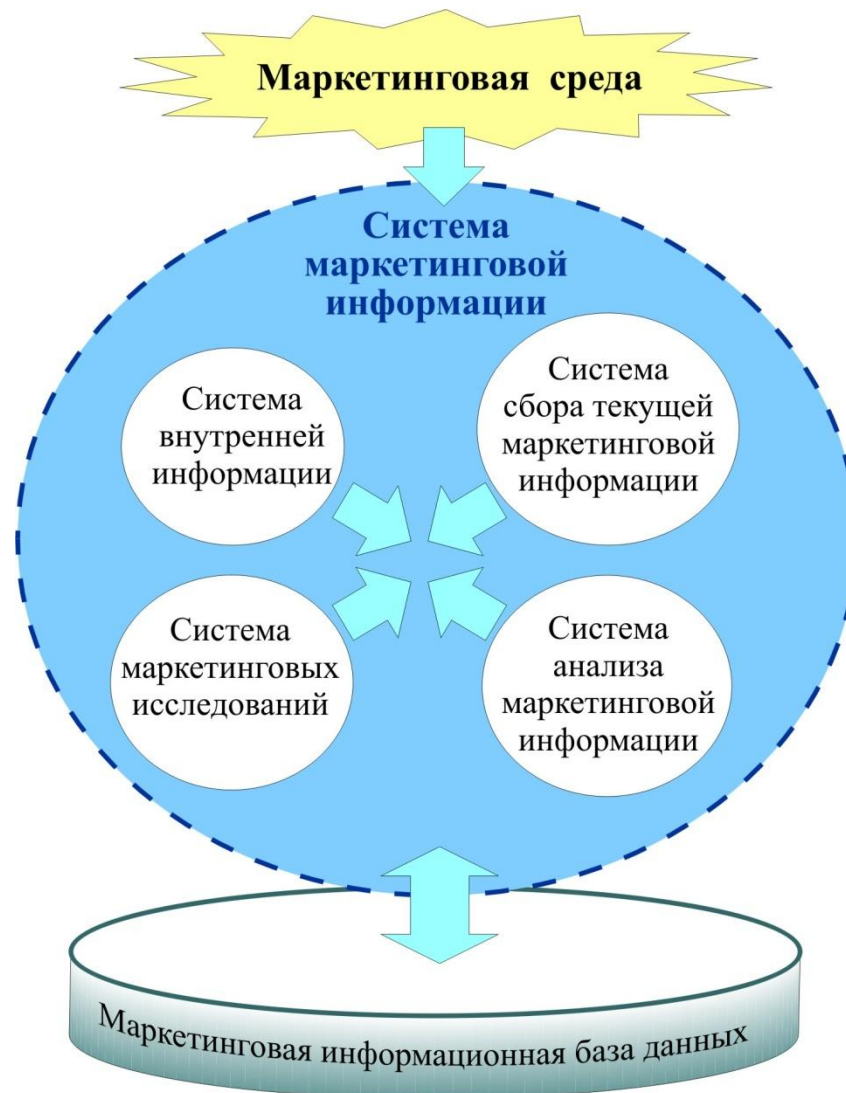 Маркетинговая среда
Система
маркетинговой
информации
Система
внутренней
информации
Система
сбора текущей
маркетинговой
информации
Система
маркетинговых
исследований
Система
анализа
маркетинговой
информации
Маркетинговая информационная база данных